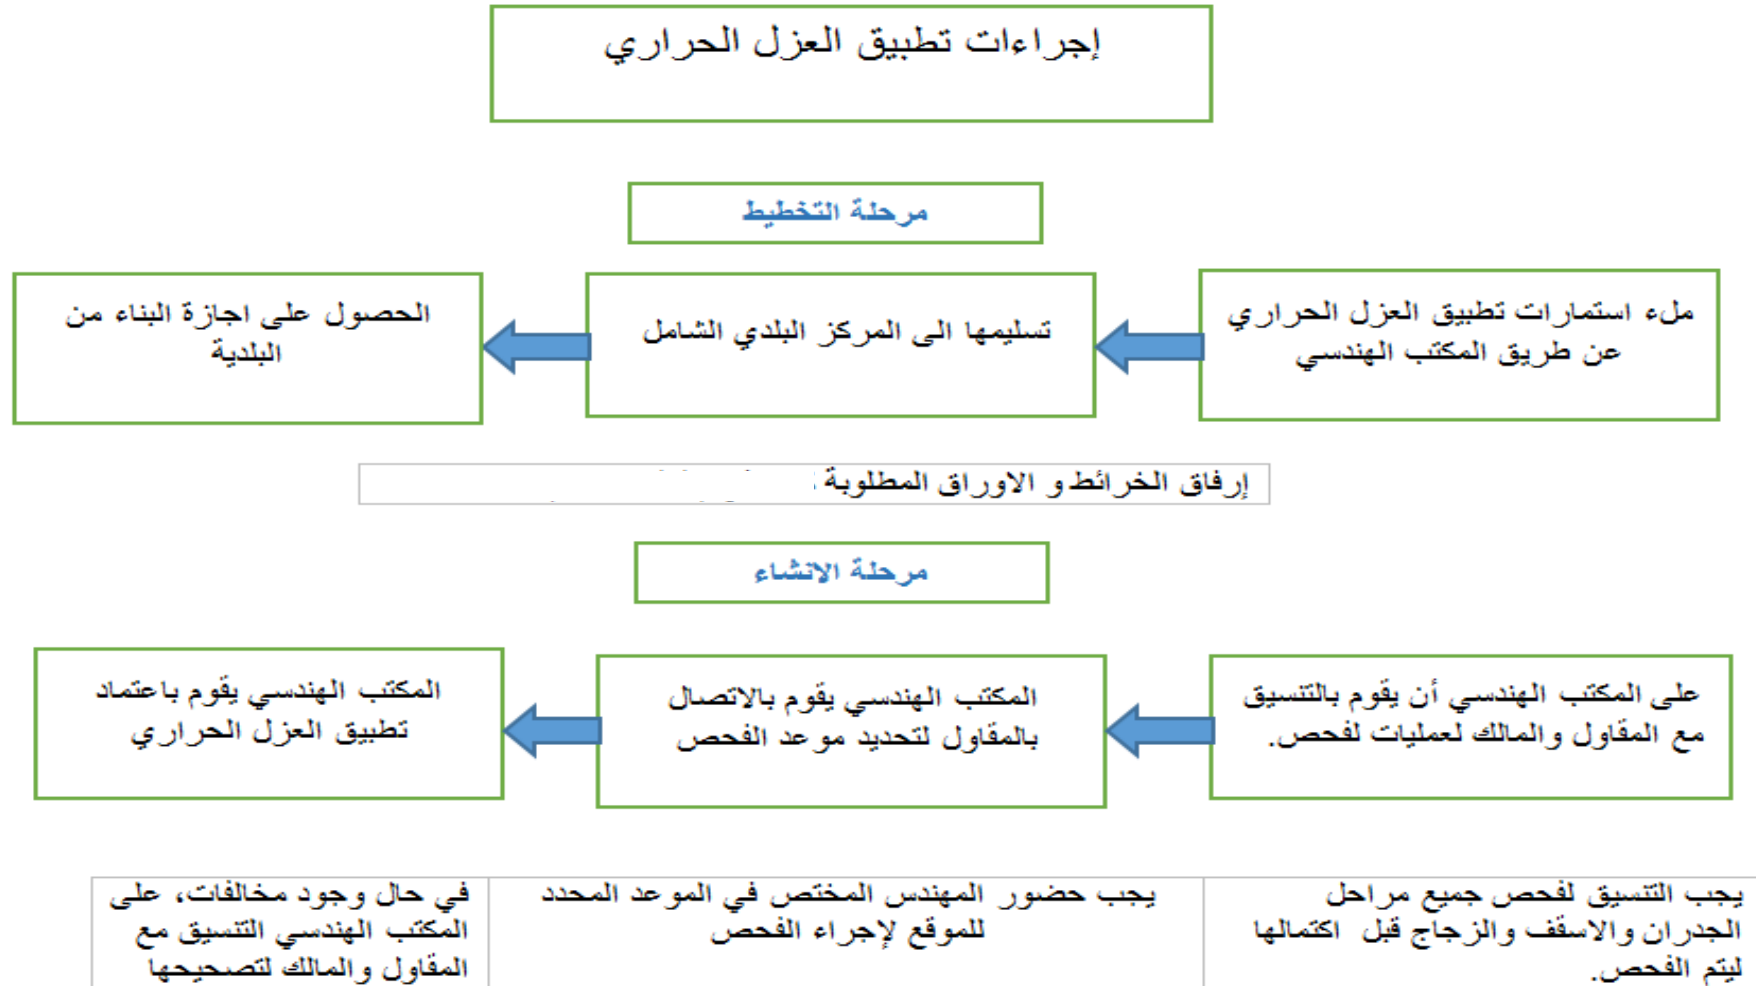 إجراءات تطبيق العزل الحراري
مرحلة التخطيط
ملء استمارات تطبيق العزل الحراري
عن طريق المكتب الهندسي
تسليمها الى المركز البلدي الشامل
الحصول على اجازة البناء من
البلدية
إرفاق الخرائط و الاوراق المطلوبة
مرحلة الانشاء
على المكتب الهندسي أن يقوم بالتنسيق
مع المقاول والمالك لعمليات لفحص.
المكتب الهندسي يقوم بالاتصال
بالمقاول لتحديد موعد الفحص
المكتب الهندسي يقوم باعتماد
تطبيق العزل الحراري
يجب التنسيق لفحص جميع مراحل
الجدران والاسقف والزجاج قبل اكتمالها
ليتم الفحص.
يجب حضور المهندس المختص في الموعد المحدد
للموقع لإجراء الفحص
في حال وجود مخالفات، على
المكتب الهندسي التنسيق مع
المقاول والمالك لتصحيحها